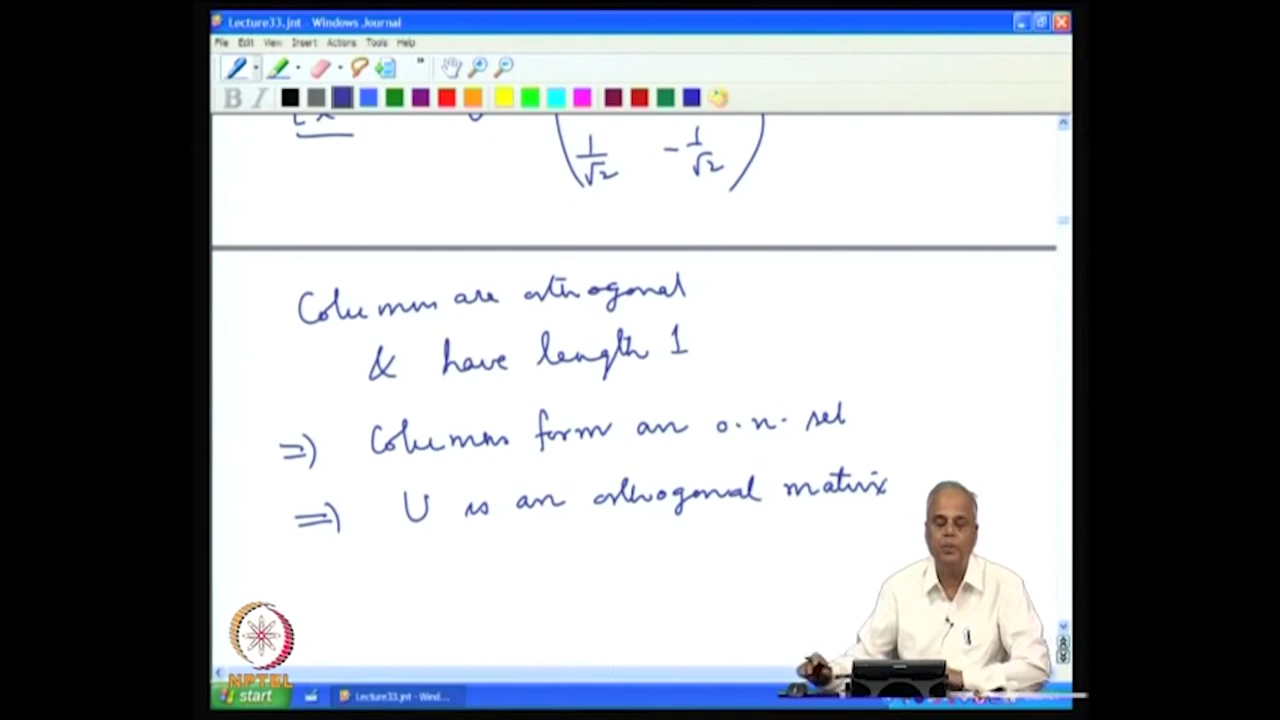 Lecture33.jnt - Windows Journal
File Edit View Insert Actions Tools Help
B I
Ex
1/√2 -1/√2
Columns are orthogonal
& have length 1
=) Columns form an o.n. set
=) U is an orthogonal matrix
NPTEL
start Lecture33.jnt - Wind...